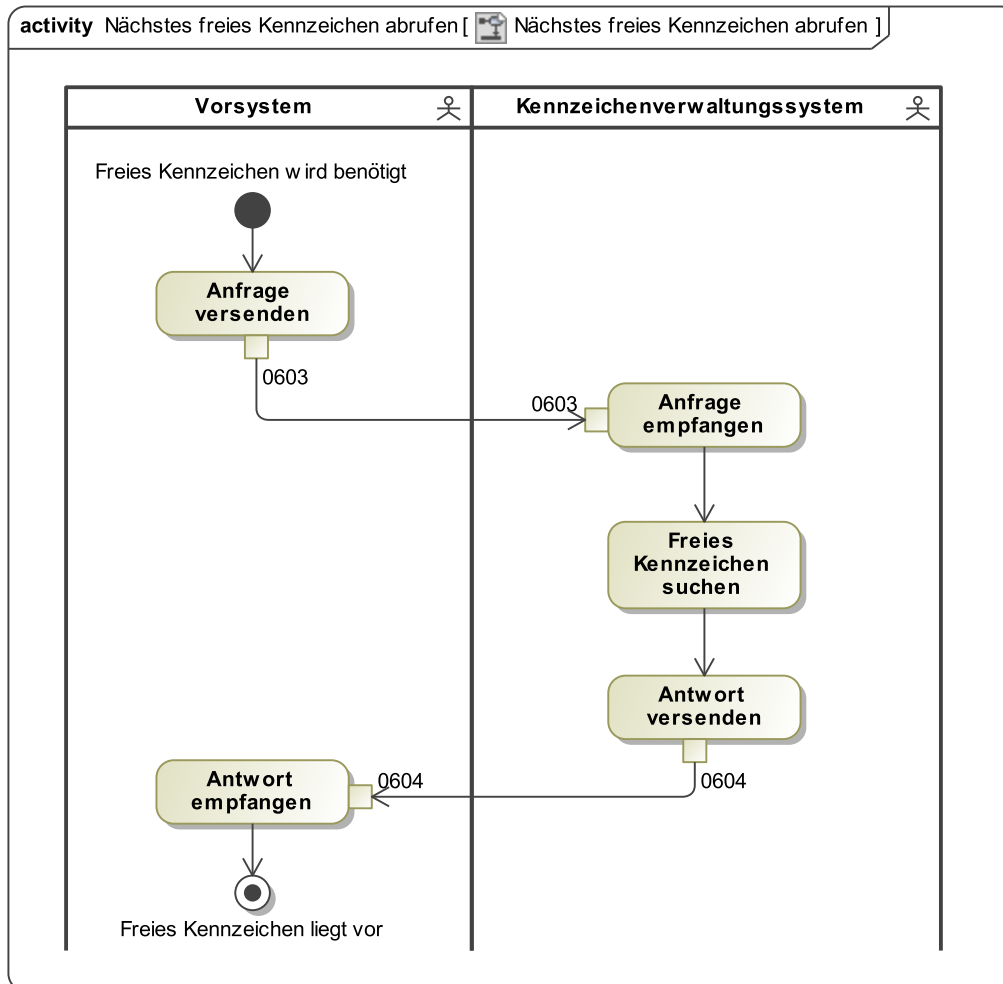 activity Nächstes freies Kennzeichen abrufen [ Nächstes freies Kennzeichen abrufen ]
Vorsystem
Kennzeichenverwaltungssystem
Freies Kennzeichen wird benötigt
Anfrage
versenden
0603
0603
Anfrage
empfangen
Freies
Kennzeichen
suchen
Antwort
versenden
0604
0604
Antwort
empfangen
Freies Kennzeichen liegt vor